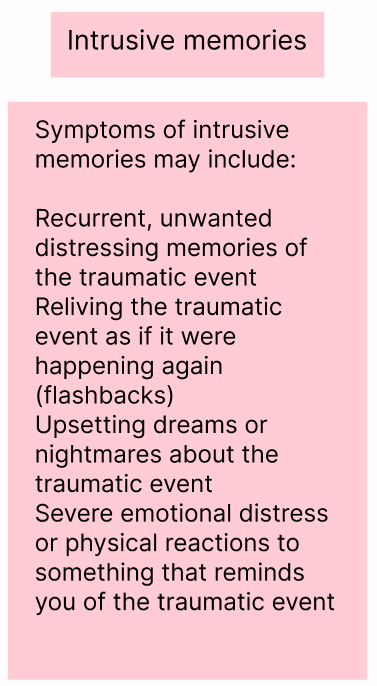 Intrusive memories
Symptoms of intrusive
memories may include:
Recurrent, unwanted
distressing memories of
the traumatic event
Reliving the traumatic
event as if it were
happening again
(flashbacks)
Upsetting dreams or
nightmares about the
traumatic event
Severe emotional distress
or physical reactions to
something that reminds
you of the traumatic event